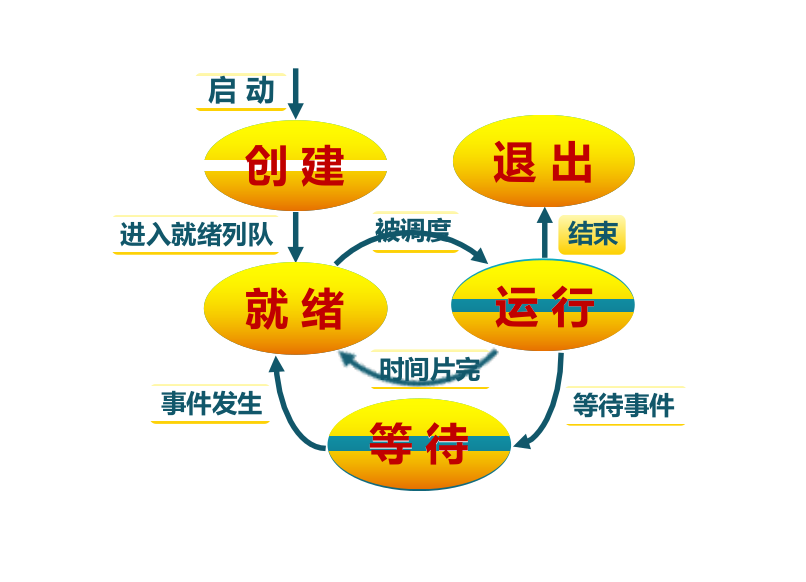 启 动
创 建
退 出
进入就绪列队
被调度
结束
就 绪
运 行
时间片完
事件发生
等待事件
等 待